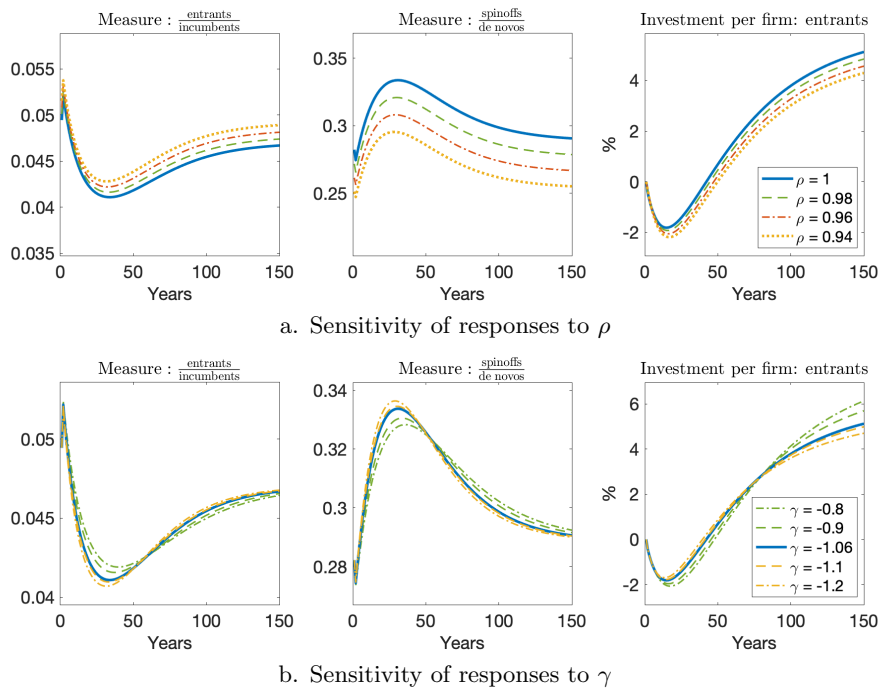 Measure : entrants/incumbents
Measure : spinoffs/de novos
Investment per firm: entrants
0.055
0.05
0.045
0.04
0.035
0 50 100 150
Years
0.35
0.3
0.25
0 50 100 150
Years
%
4
2
0
-2
ρ = 1
ρ = 0.98
ρ = 0.96
ρ = 0.94
0 50 100 150
Years
a. Sensitivity of responses to ρ
Measure : entrants/incumbents
Measure : spinoffs/de novos
Investment per firm: entrants
0.05
0.045
0.04
0 50 100 150
Years
0.34
0.32
0.3
0.28
0 50 100 150
Years
%
6
4
2
0
-2
γ = -0.8
γ = -0.9
γ = -1.06
γ = -1.1
γ = -1.2
0 50 100 150
Years
b. Sensitivity of responses to γ